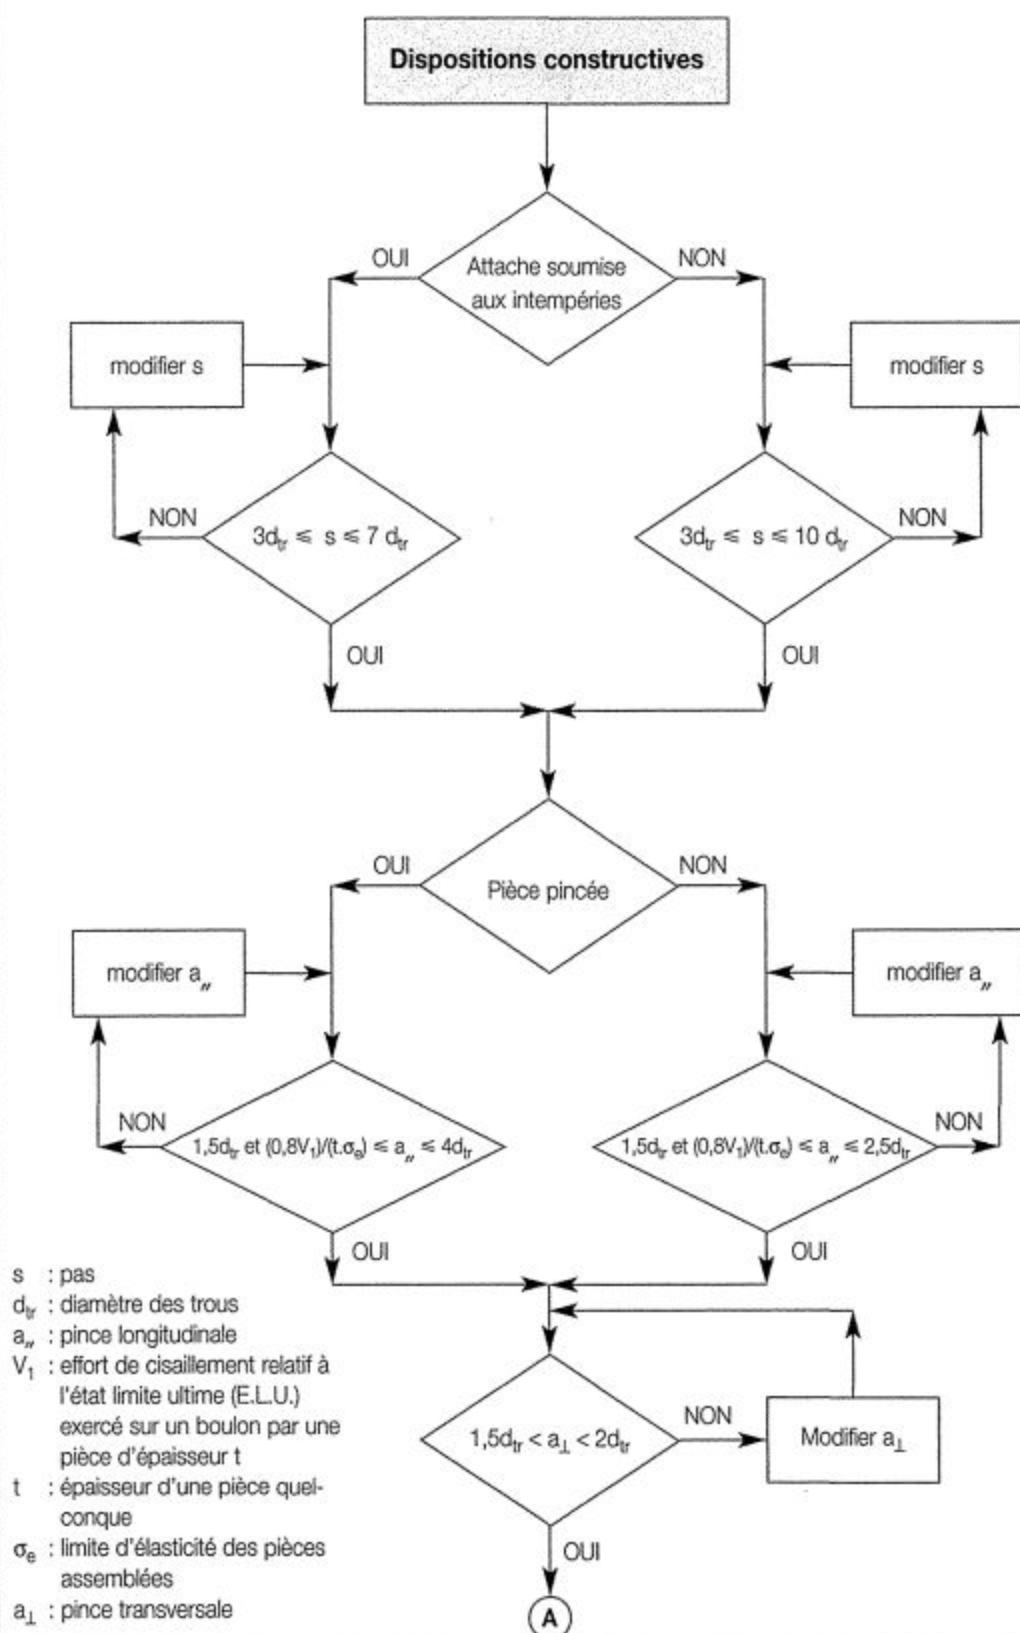 Dispositions constructives
Attache soumise
aux intempéries
OUI
NON
modifier s
modifier s
3d_tr ≤ s ≤ 7 d_tr
NON
OUI
3d_tr ≤ s ≤ 10 d_tr
NON
OUI
Pièce pincée
OUI
NON
modifier a_〃
modifier a_〃
1,5d_tr et (0,8V_1)/(t.σ_e) ≤ a_〃 ≤ 4d_tr
NON
OUI
1,5d_tr et (0,8V_1)/(t.σ_e) ≤ a_〃 ≤ 2,5d_tr
NON
OUI
1,5d_tr < a_⊥ < 2d_tr
NON
Modifier a_⊥
OUI
A
s : pas
d_tr : diamètre des trous
a_〃 : pince longitudinale
V_1 : effort de cisaillement relatif à
l'état limite ultime (E.L.U.)
exercé sur un boulon par une
pièce d'épaisseur t
t : épaisseur d'une pièce quel-
conque
σ_e : limite d'élasticité des pièces
assemblées
a_⊥ : pince transversale